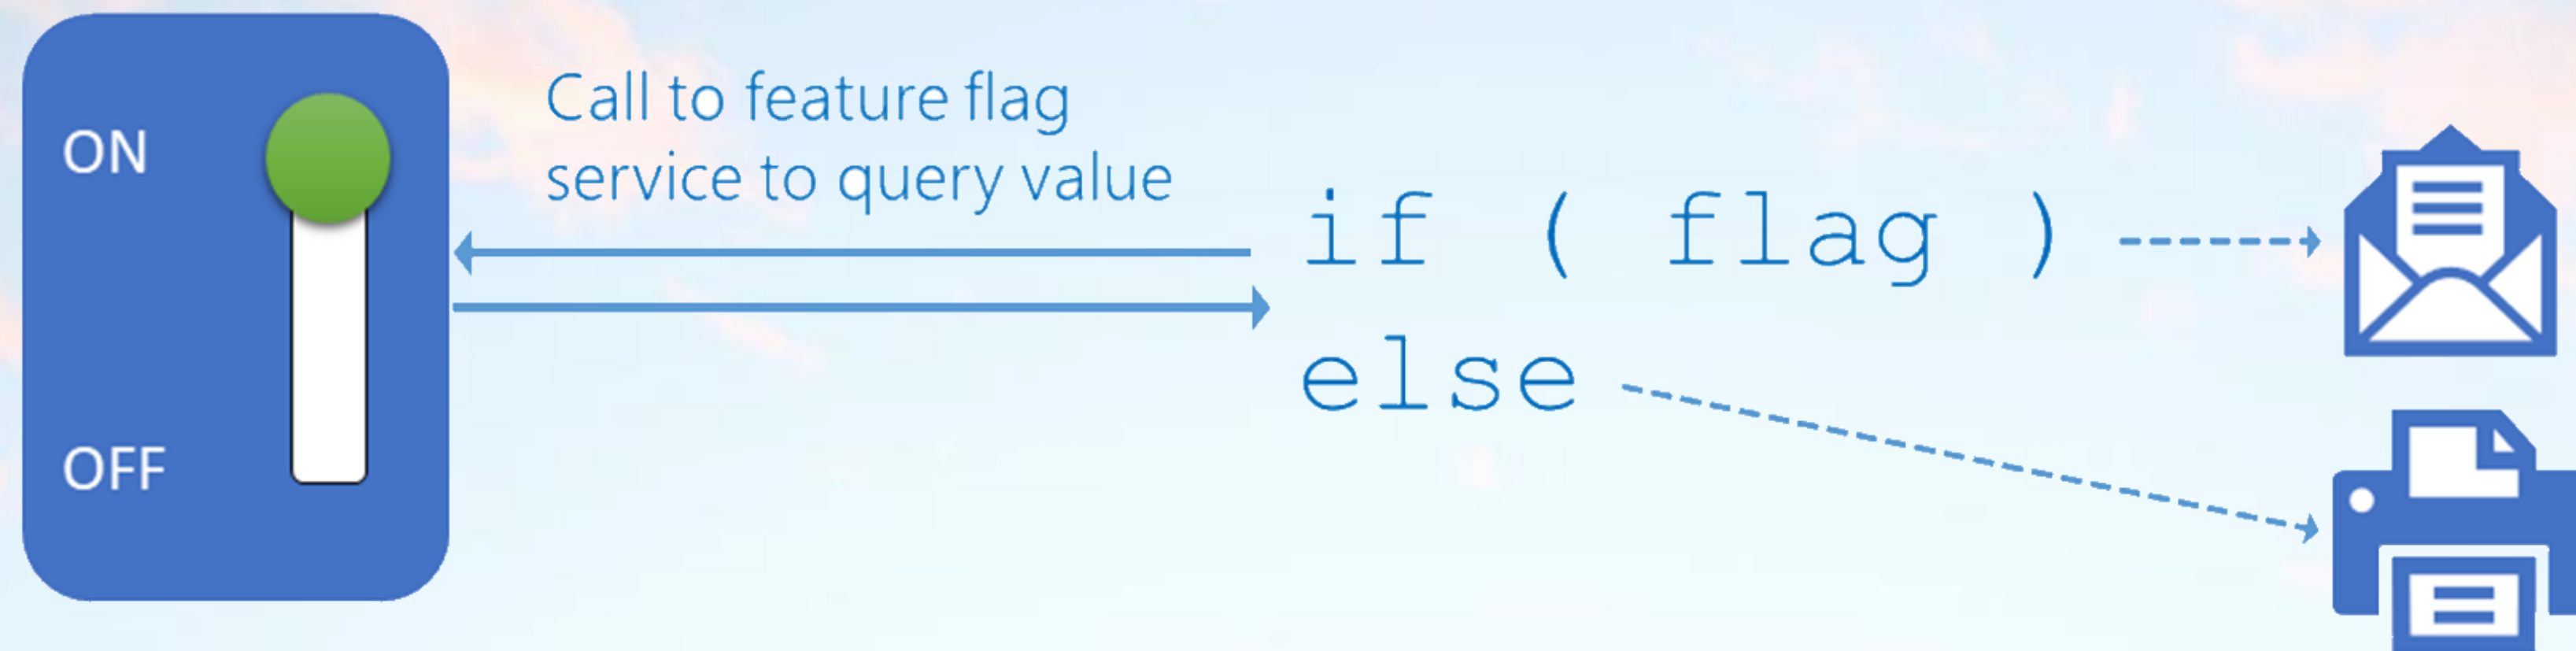 ON
OFF
Call to feature flag
service to query value
if ( flag )
else